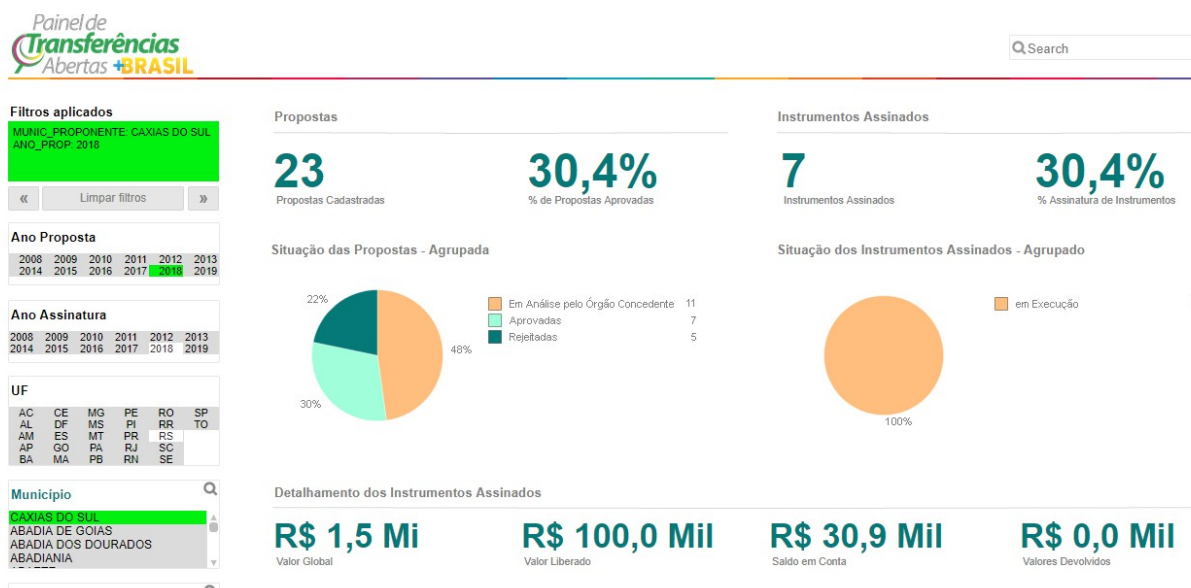 Painel de
Transferências
Abertas +BRASIL
Search
Filtros aplicados
MUNIC_PROPONENTE: CAXIAS DO SUL
ANO_PROP: 2018
«
Limpar filtros
»
Ano Proposta
2008 2009 2010 2011 2012 2013
2014 2015 2016 2017 2018 2019
Ano Assinatura
2008 2009 2010 2011 2012 2013
2014 2015 2016 2017 2018 2019
UF
AC CE MG PE RO SP
AL DF MS PI RR TO
AM ES MT PR RS
AP GO PA RJ SC
BA MA PB RN SE
Município
CAXIAS DO SUL
ABADIA DE GOIAS
ABADIA DOS DOURADOS
ABADIANIA
Propostas
23
Propostas Cadastradas
30,4%
% de Propostas Aprovadas
Instrumentos Assinados
7
Instrumentos Assinados
30,4%
% Assinatura de Instrumentos
Situação das Propostas - Agrupada
22%
48%
30%
Em Análise pelo Órgão Concedente 11
Aprovadas 7
Rejeitadas 5
Situação dos Instrumentos Assinados - Agrupado
em Execução
100%
Detalhamento dos Instrumentos Assinados
R$ 1,5 Mi
Valor Global
R$ 100,0 Mil
Valor Liberado
R$ 30,9 Mil
Saldo em Conta
R$ 0,0 Mil
Valores Devolvidos